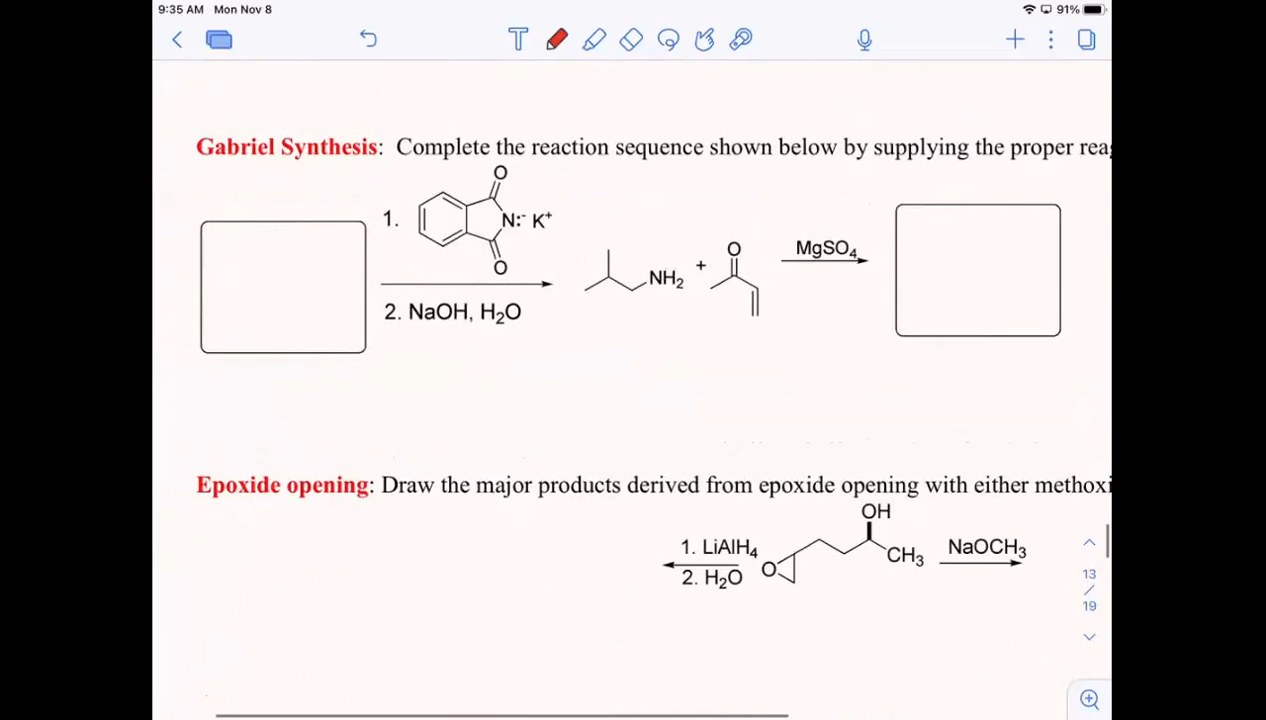 9:35 AM Mon Nov 8
91%
T
Gabriel Synthesis: Complete the reaction sequence shown below by supplying the proper
O
1.
N:⁻ K⁺
O
2. NaOH, H₂O
NH₂
+
O
MgSO₄
Epoxide opening: Draw the major products derived from epoxide opening with either
OH
1. LiAlH₄
2. H₂O
O
CH₃
NaOCH₃
13
/
19